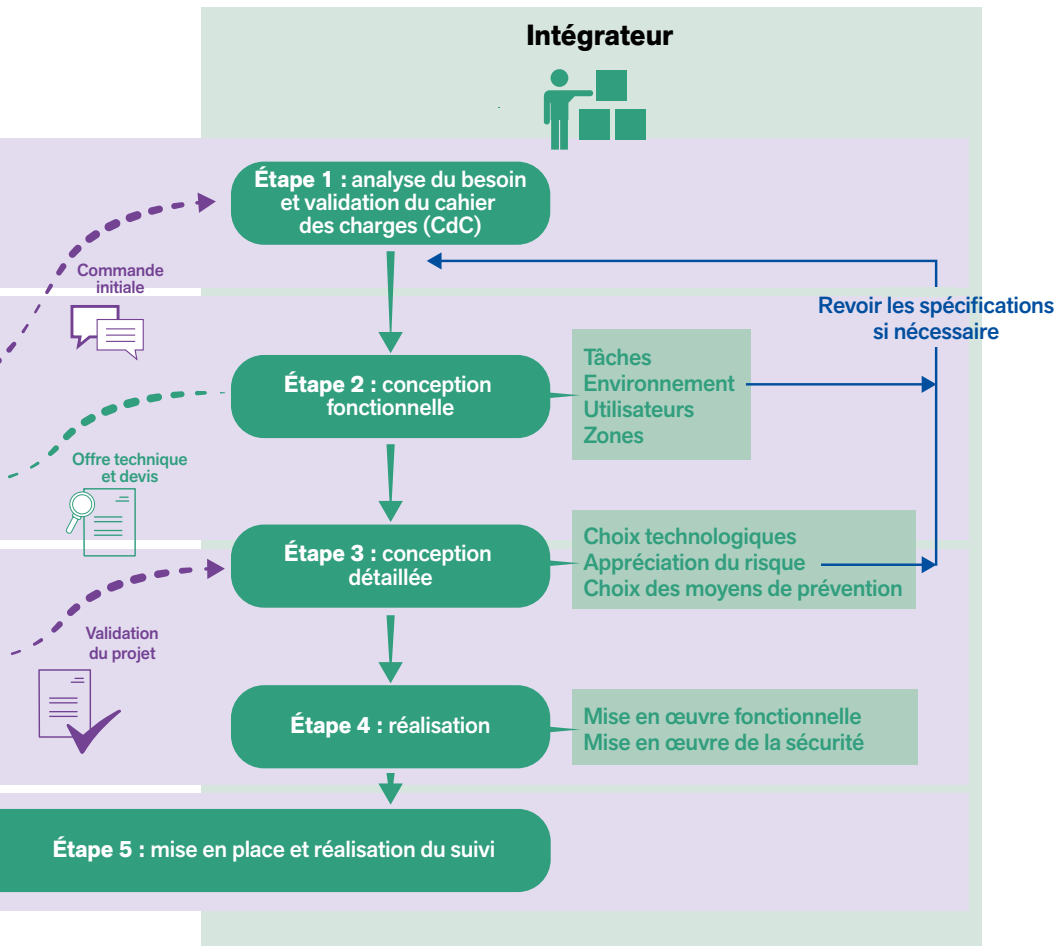 Intégrateur
Étape 1 : analyse du besoin
et validation du cahier
des charges (CdC)
Commande
initiale
Revoir les spécifications
si nécessaire
Étape 2 : conception
fonctionnelle
Tâches
Environnement
Utilisateurs
Zones
Offre technique
et devis
Étape 3 : conception
détaillée
Choix technologiques
Appréciation du risque
Choix des moyens de prévention
Validation
du projet
Étape 4 : réalisation
Mise en œuvre fonctionnelle
Mise en œuvre de la sécurité
Étape 5 : mise en place et réalisation du suivi